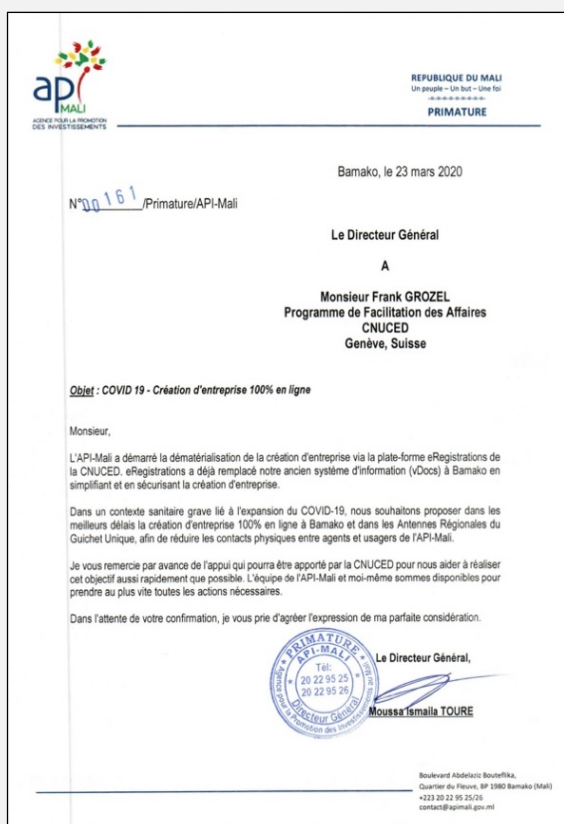 api
MALI
AGENCE POUR LA PROMOTION
DES INVESTISSEMENTS
REPUBLIQUE DU MALI
Un peuple – Un but – Une foi
PRIMATURE
Bamako, le 23 mars 2020
N°00161/Primature/API-Mali
Le Directeur Général
A
Monsieur Frank GROZEL
Programme de Facilitation des Affaires
CNUCED
Genève, Suisse
Objet : COVID 19 - Création d'entreprise 100% en ligne
Monsieur,
L'API-Mali a démarré la dématérialisation de la création d'entreprise via la plate-forme eRegistrations de
la CNUCED. eRegistrations a déjà remplacé notre ancien système d'information (vDocs) à Bamako en
simplifiant et en sécurisant la création d'entreprise.
Dans un contexte sanitaire grave lié à l'expansion du COVID-19, nous souhaitons proposer dans les
meilleurs délais la création d'entreprise 100% en ligne à Bamako et dans les Antennes Régionales du
Guichet Unique, afin de réduire les contacts physiques entre agents et usagers de l'API-Mali.
Je vous remercie par avance de l'appui qui pourra être apporté par la CNUCED pour nous aider à réaliser
cet objectif aussi rapidement que possible. L'équipe de l'API-Mali et moi-même sommes disponibles pour
prendre au plus vite toutes les actions nécessaires.
Dans l'attente de votre confirmation, je vous prie d'agréer l'expression de ma parfaite considération.
PRIMATURE
API-MALI
Tél:
20 22 95 25
20 22 95 26
Directeur Général
Agence pour la Promotion des Investissements au Mali
Le Directeur Général,
Moussa Ismaila TOURE
Boulevard Abdelaziz Bouteflika,
Quartier du Fleuve, BP 1980 Bamako (Mali)
+223 20 22 95 25/26
contact@apimali.gov.ml